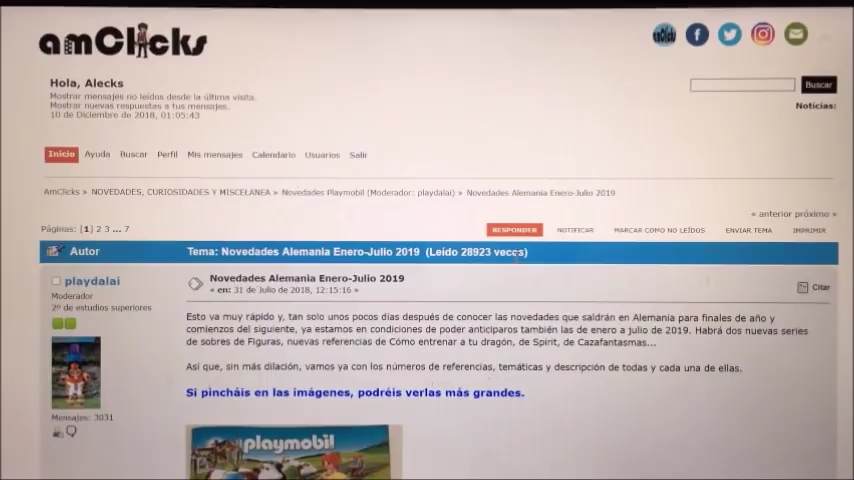 amClicks
Hola, Alecks
Mostrar mensajes no leídos desde la última visita.
Mostrar nuevas respuestas a tus mensajes.
10 de Diciembre de 2018, 01:05:43
Buscar
Noticias:
Inicio Ayuda Buscar Perfil Mis mensajes Calendario Usuarios Salir
AmClicks » NOVEDADES, CURIOSIDADES Y MISCELANEA » Novedades Playmobil (Moderador: playdalai) » Novedades Alemania Enero-Julio 2019
« anterior próximo »
Páginas: [1] 2 3 ... 7
RESPONDER NOTIFICAR MARCAR COMO NO LEÍDOS ENVIAR TEMA IMPRIMIR
Autor Tema: Novedades Alemania Enero-Julio 2019 (Leído 28923 veces)
playdalai
Moderador
2º de estudios superiores
Mensajes: 3031
Novedades Alemania Enero-Julio 2019
« en: 31 de Julio de 2018, 12:15:16 »
Citar
Esto va muy rápido y, tan solo unos pocos días después de conocer las novedades que saldrán en Alemania para finales de año y
comienzos del siguiente, ya estamos en condiciones de poder anticiparos también las de enero a julio de 2019. Habrá dos nuevas series
de sobres de Figuras, nuevas referencias de Cómo entrenar a tu dragón, de Spirit, de Cazafantasmas...
Así que, sin más dilación, vamos ya con los números de referencias, temáticas y descripción de todas y cada una de ellas.
Si pincháis en las imágenes, podréis verlas más grandes.
playmobil